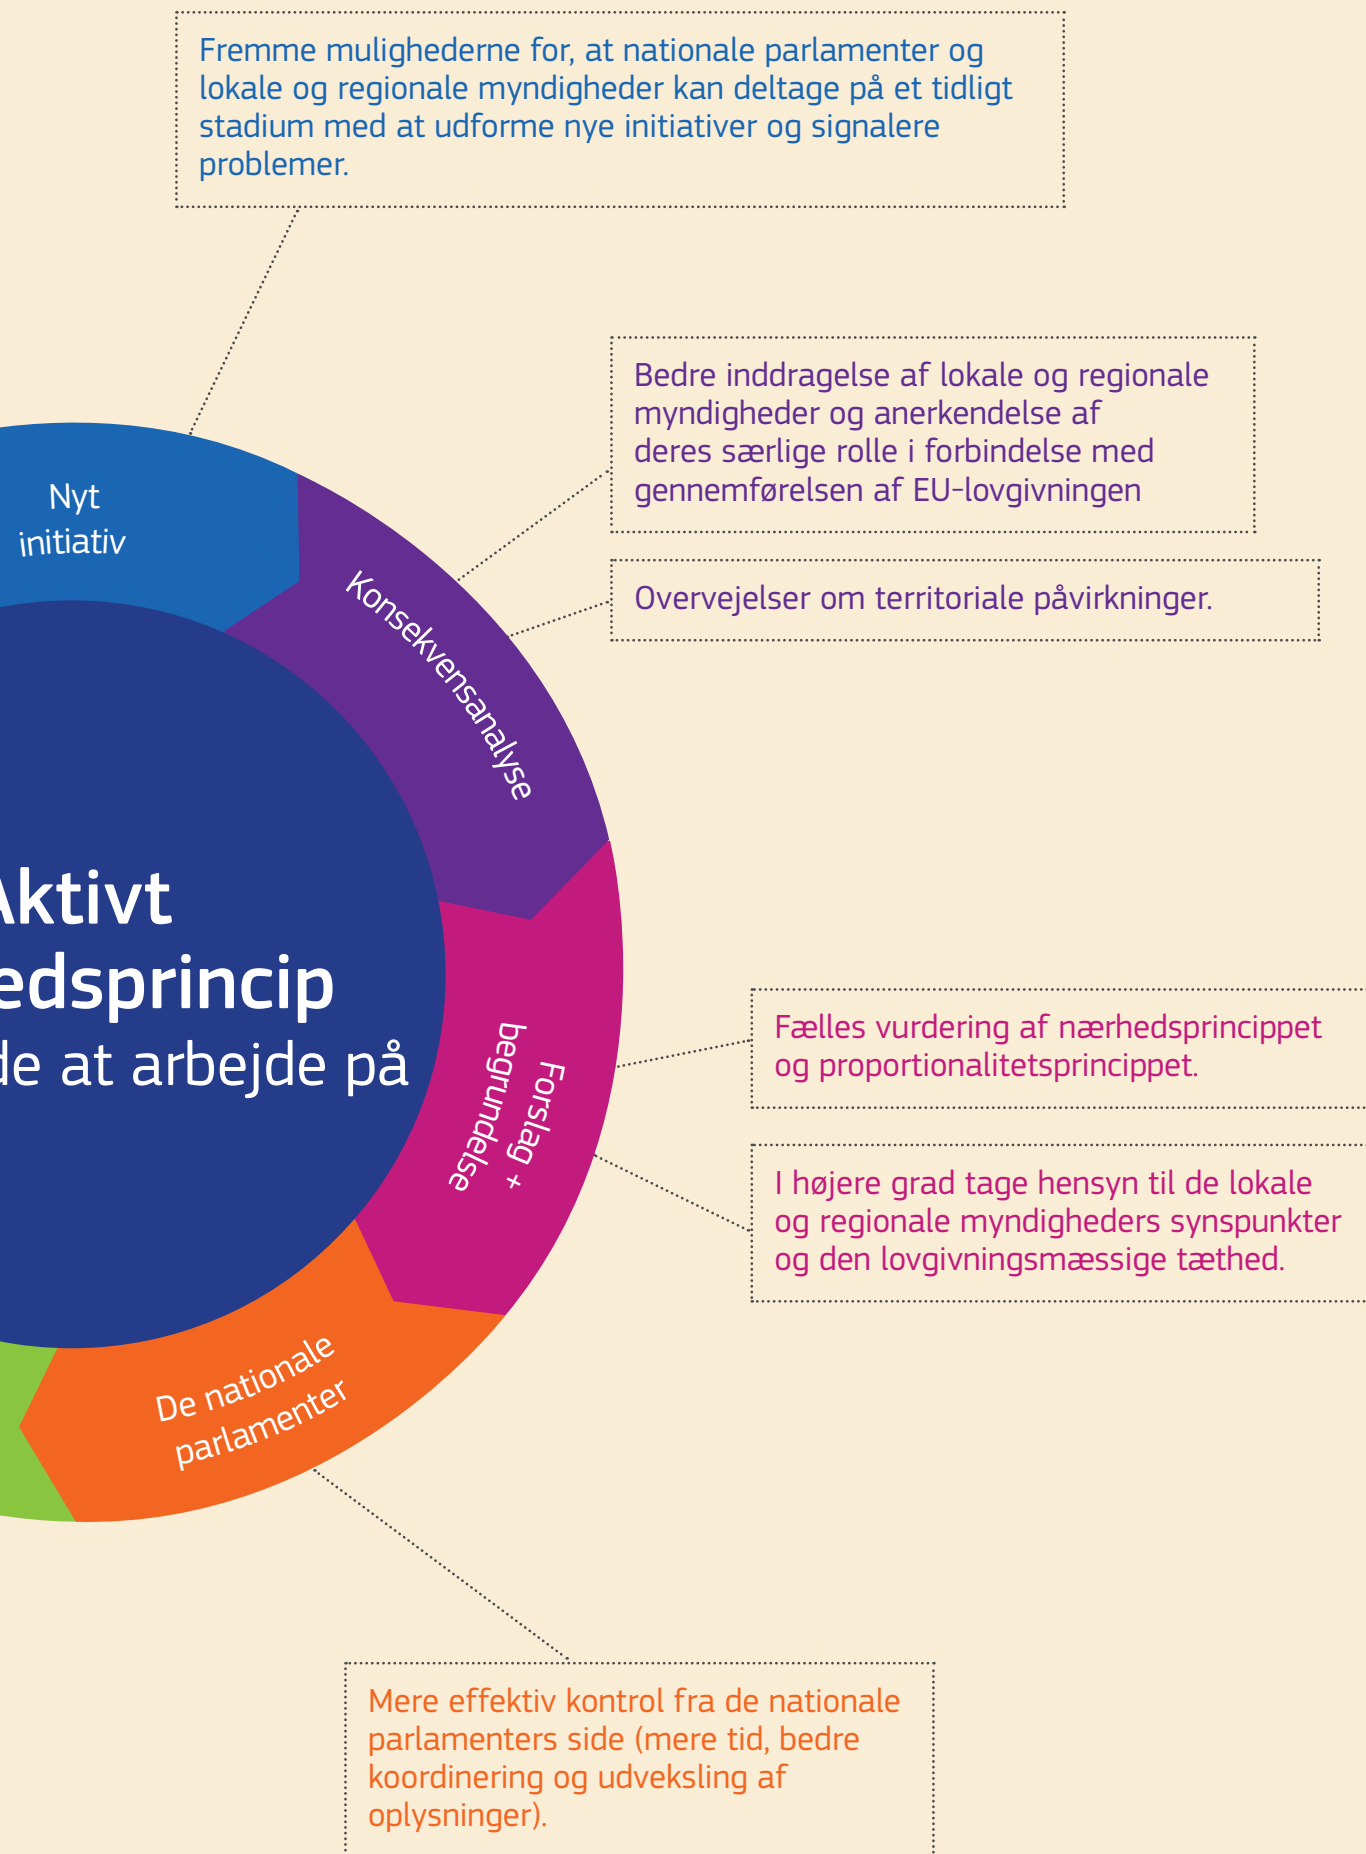 Fremme mulighederne for, at nationale parlamenter og
lokale og regionale myndigheder kan deltage på et tidligt
stadium med at udforme nye initiativer og signalere
problemer.
Bedre inddragelse af lokale og regionale
myndigheder og anerkendelse af
deres særlige rolle i forbindelse med
gennemførelsen af EU-lovgivningen
Overvejelser om territoriale påvirkninger.
Nyt
initiativ
Konsekvensanalyse
Aktivt
edsprincip
de at arbejde på
Forslag +
begrundelse
Fælles vurdering af nærhedsprincippet
og proportionalitetsprincippet.
I højere grad tage hensyn til de lokale
og regionale myndigheders synspunkter
og den lovgivningsmæssige tæthed.
De nationale
parlamenter
Mere effektiv kontrol fra de nationale
parlamenters side (mere tid, bedre
koordinering og udveksling af
oplysninger).